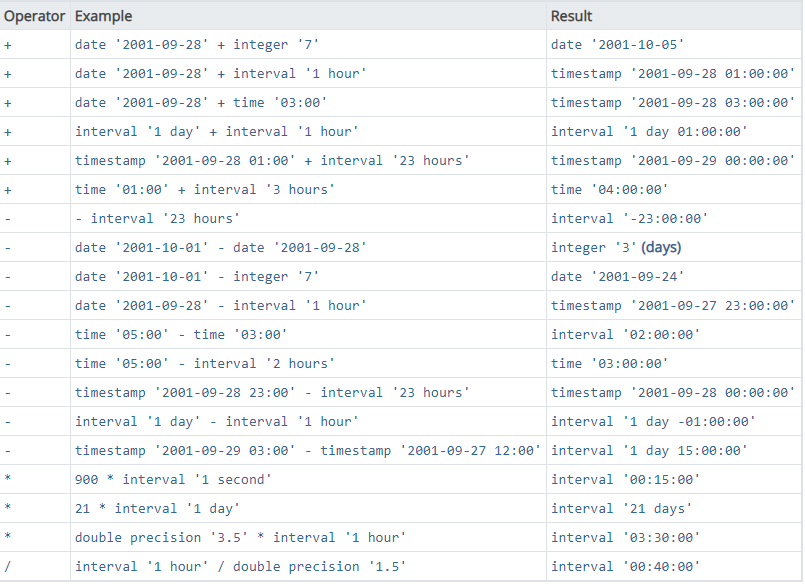 Operator Example Result
+ date '2001-09-28' + integer '7' date '2001-10-05'
+ date '2001-09-28' + interval '1 hour' timestamp '2001-09-28 01:00:00'
+ date '2001-09-28' + time '03:00' timestamp '2001-09-28 03:00:00'
+ interval '1 day' + interval '1 hour' interval '1 day 01:00:00'
+ timestamp '2001-09-28 01:00' + interval '23 hours' timestamp '2001-09-29 00:00:00'
+ time '01:00' + interval '3 hours' time '04:00:00'
- - interval '23 hours' interval '-23:00:00'
- date '2001-10-01' - date '2001-09-28' integer '3' (days)
- date '2001-10-01' - integer '7' date '2001-09-24'
- date '2001-09-28' - interval '1 hour' timestamp '2001-09-27 23:00:00'
- time '05:00' - time '03:00' interval '02:00:00'
- time '05:00' - interval '2 hours' time '03:00:00'
- timestamp '2001-09-28 23:00' - interval '23 hours' timestamp '2001-09-28 00:00:00'
- interval '1 day' - interval '1 hour' interval '1 day -01:00:00'
- timestamp '2001-09-29 03:00' - timestamp '2001-09-27 12:00' interval '1 day 15:00:00'
* 900 * interval '1 second' interval '00:15:00'
* 21 * interval '1 day' interval '21 days'
* double precision '3.5' * interval '1 hour' interval '03:30:00'
/ interval '1 hour' / double precision '1.5' interval '00:40:00'